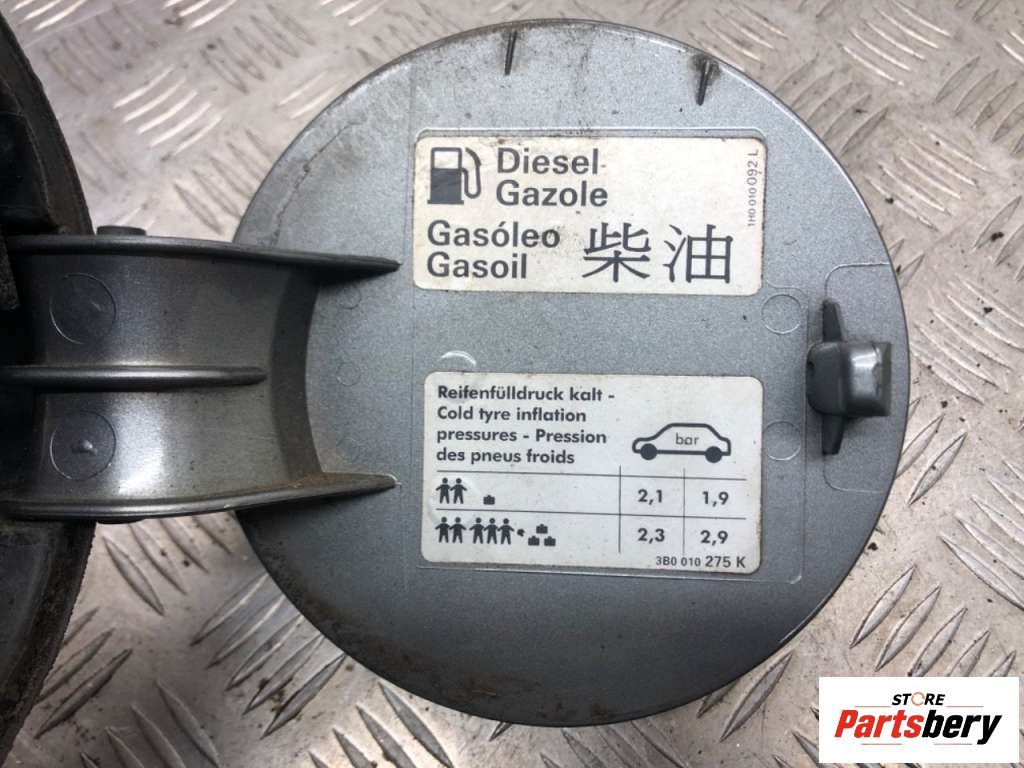 Diesel-
Gazole
Gasóleo
Gasoil
柴油
1H0 010 092 L
Reifenfülldruck kalt -
Cold tyre inflation
pressures - Pression
des pneus froids
bar
2,1 1,9
2,3 2,9
3B0 010 275 K
STORE
Partsbery